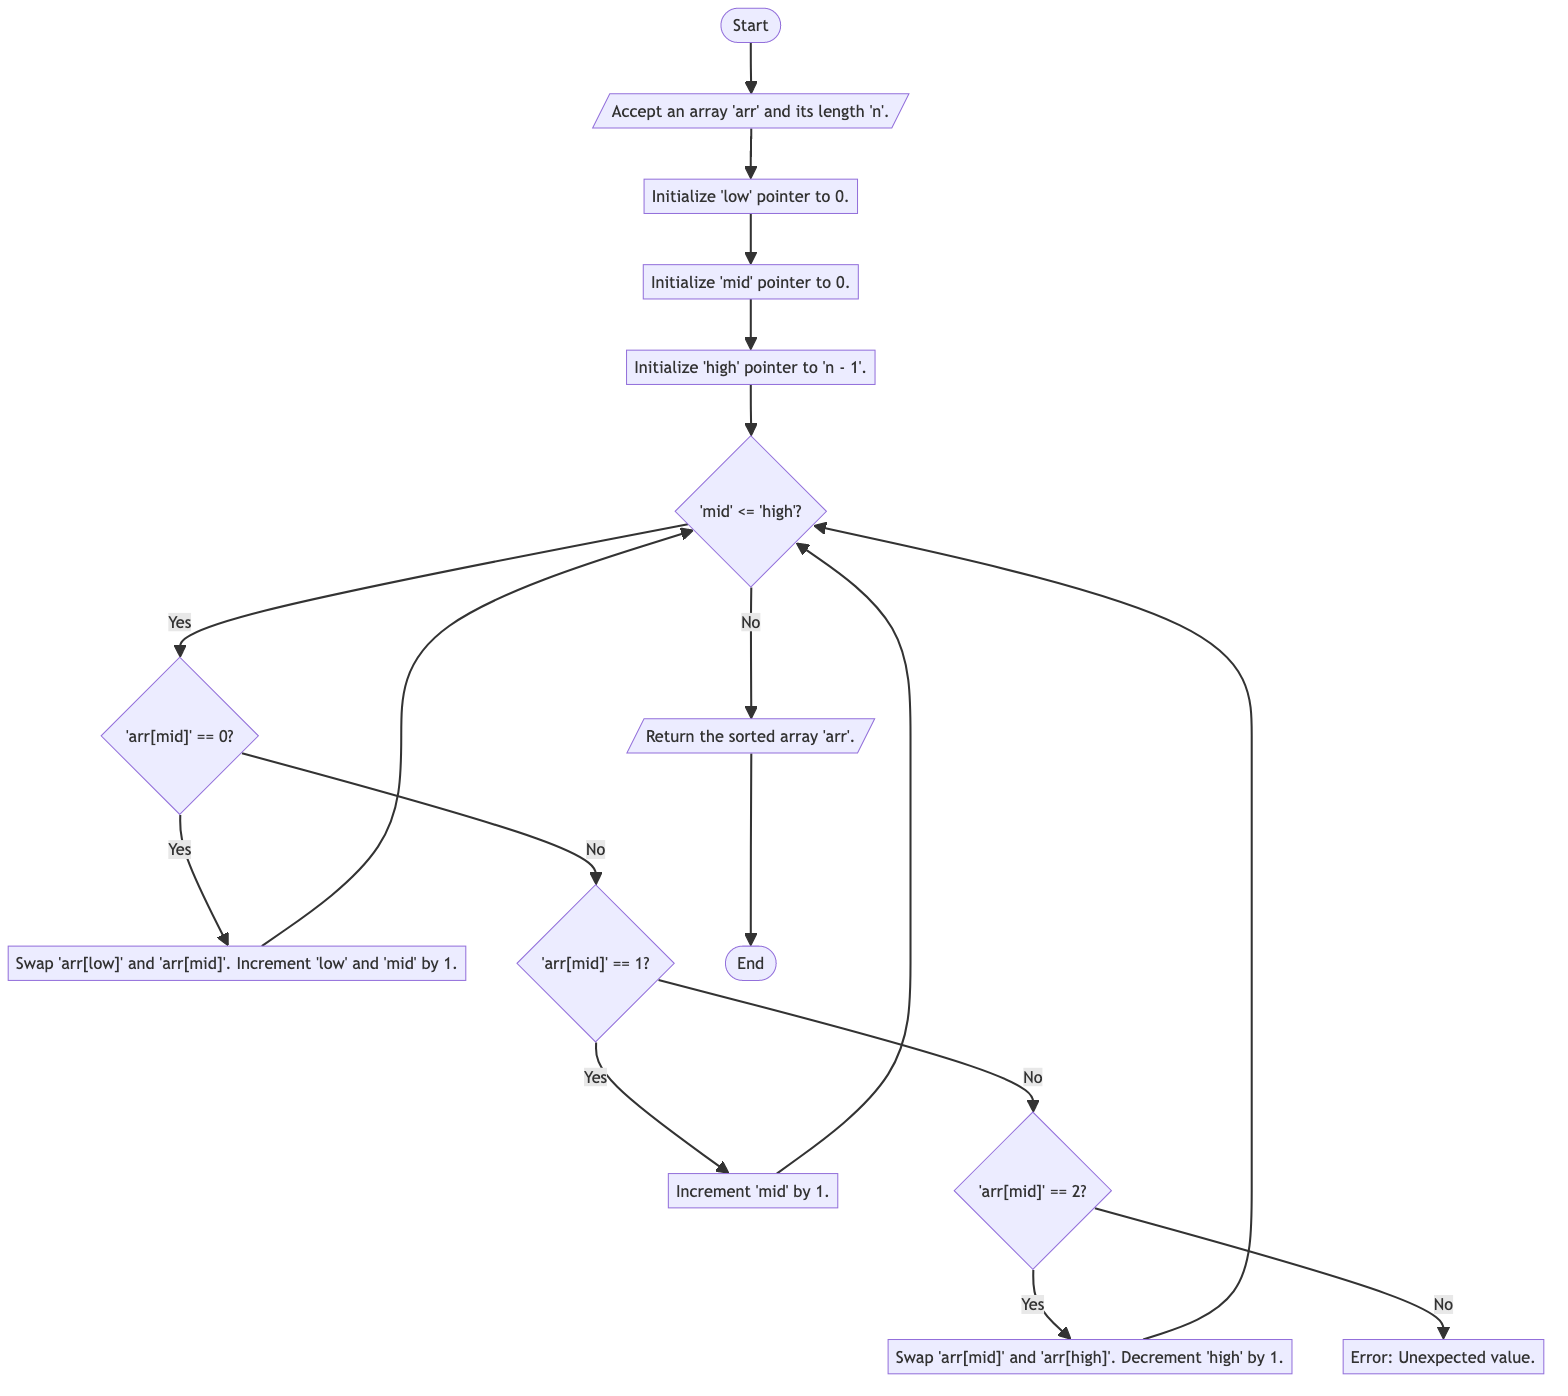 Start
Accept an array 'arr' and its length 'n'.
Initialize 'low' pointer to 0.
Initialize 'mid' pointer to 0.
Initialize 'high' pointer to 'n - 1'.
'mid' <= 'high'?
Yes
No
'arr[mid]' == 0?
Return the sorted array 'arr'.
Yes
No
Swap 'arr[low]' and 'arr[mid]'. Increment 'low' and 'mid' by 1.
'arr[mid]' == 1?
End
Yes
No
Increment 'mid' by 1.
'arr[mid]' == 2?
Yes
No
Swap 'arr[mid]' and 'arr[high]'. Decrement 'high' by 1.
Error: Unexpected value.